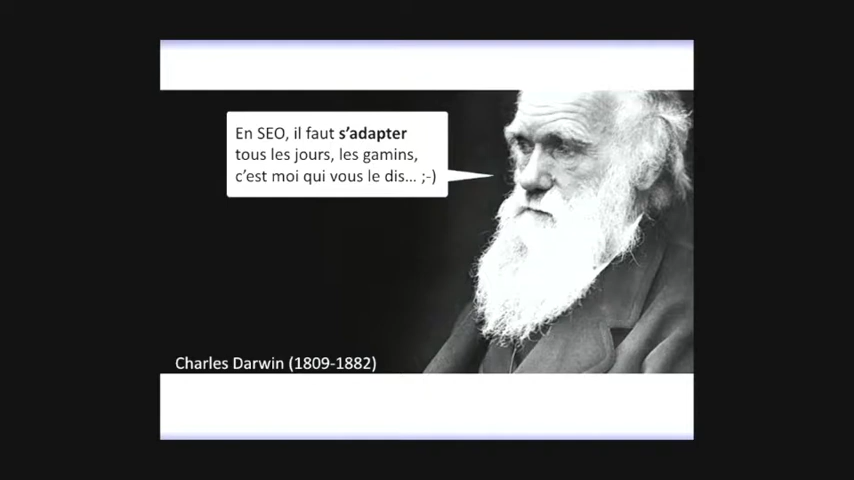 En SEO, il faut s’adapter
tous les jours, les gamins,
c’est moi qui vous le dis... ;-)
Charles Darwin (1809-1882)